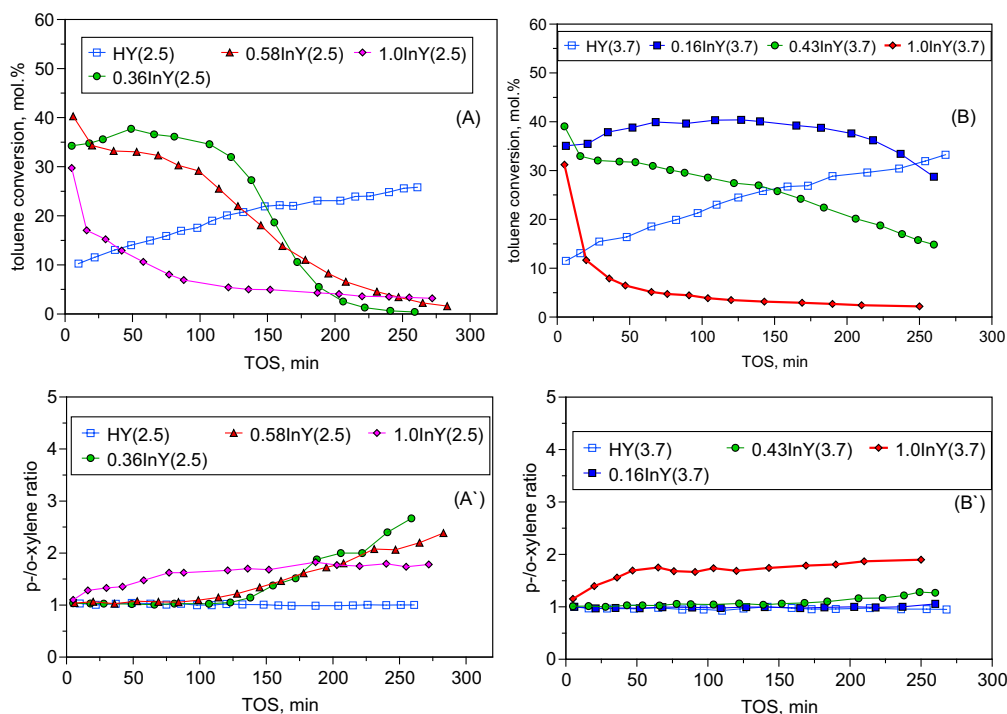 60
50
40
30
20
10
0
toluene conversion, mol.%
HY(2.5) 0.58InY(2.5) 1.0InY(2.5)
0.36InY(2.5)
(A)
0 50 100 150 200 250 300
TOS, min
60
50
40
30
20
10
0
toluene conversion, mol.%
HY(3.7) 0.16InY(3.7) 0.43InY(3.7) 1.0InY(3.7)
(B)
0 50 100 150 200 250 300
TOS, min
5
4
3
2
1
0
p-/o-xylene ratio
HY(2.5) 0.58InY(2.5) 1.0InY(2.5)
0.36InY(2.5)
(A`)
0 50 100 150 200 250 300
TOS, min
5
4
3
2
1
0
p-/o-xylene ratio
HY(3.7) 0.43InY(3.7) 1.0InY(3.7)
0.16InY(3.7)
(B`)
0 50 100 150 200 250 300
TOS, min